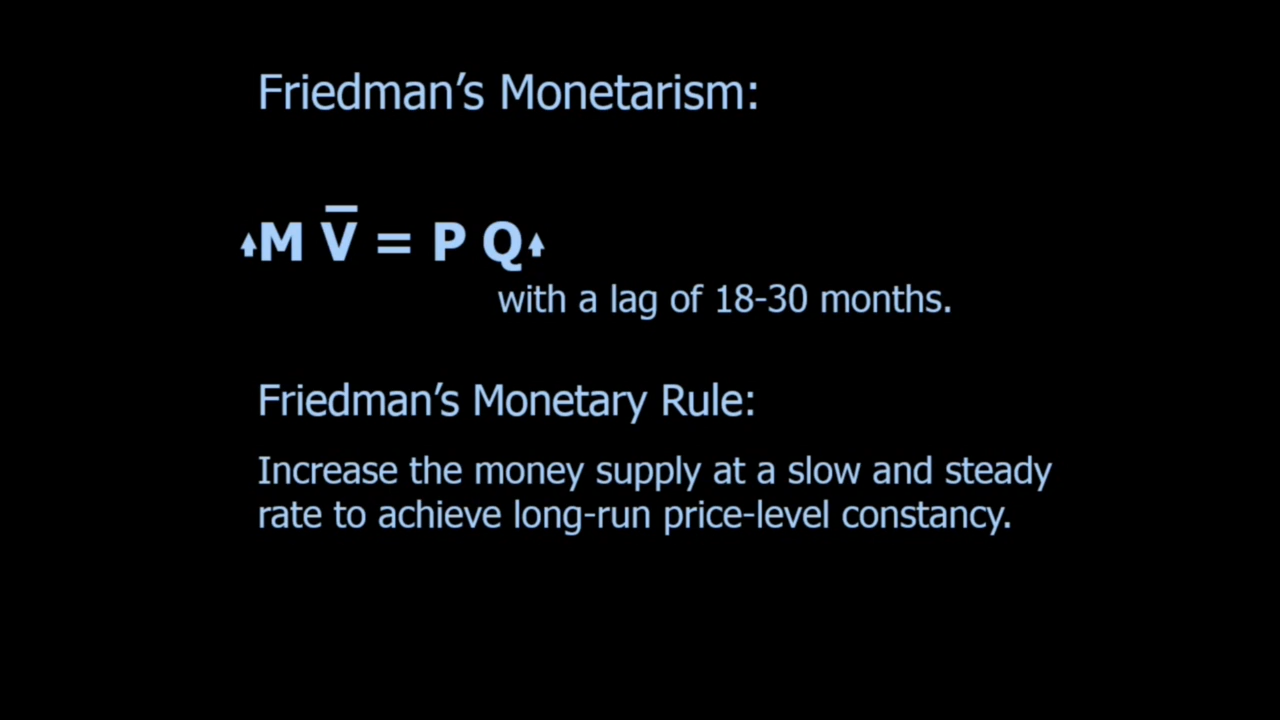 Friedman’s Monetarism:
⬆M V̅ = P Q⬆
with a lag of 18-30 months.
Friedman’s Monetary Rule:
Increase the money supply at a slow and steady
rate to achieve long-run price-level constancy.